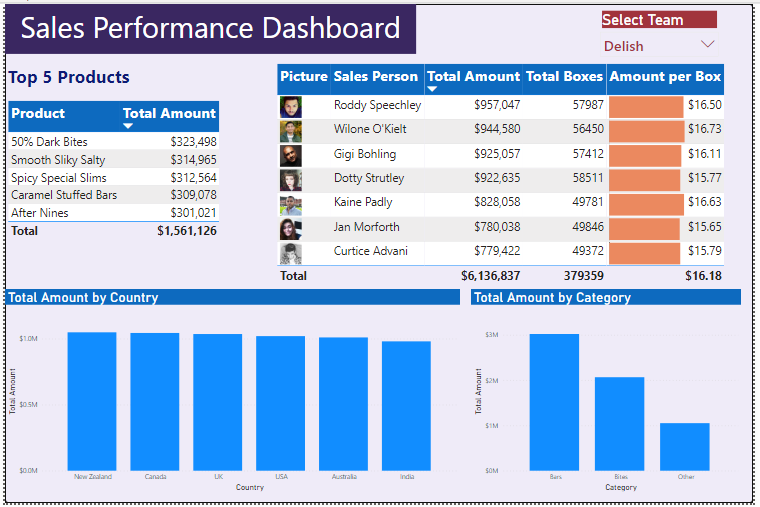 Sales Performance Dashboard
Select Team
Delish
Top 5 Products
Product Total Amount
50% Dark Bites $323,498
Smooth Sliky Salty $314,965
Spicy Special Slims $312,564
Caramel Stuffed Bars $309,078
After Nines $301,021
Total $1,561,126
Picture Sales Person Total Amount Total Boxes Amount per Box
Roddy Speechley $957,047 57987 $16.50
Wilone O'Kielt $944,580 56450 $16.73
Gigi Bohling $925,057 57412 $16.11
Dotty Strutley $922,635 58511 $15.77
Kaine Padly $828,058 49781 $16.63
Jan Morforth $780,038 49846 $15.65
Curtice Advani $779,422 49372 $15.79
Total $6,136,837 379359 $16.18
Total Amount by Country
$1.0M
$0.5M
$0.0M
Total Amount
New Zealand Canada UK USA Australia India
Country
Total Amount by Category
$3M
$2M
$1M
$0M
Total Amount
Bars Bites Other
Category